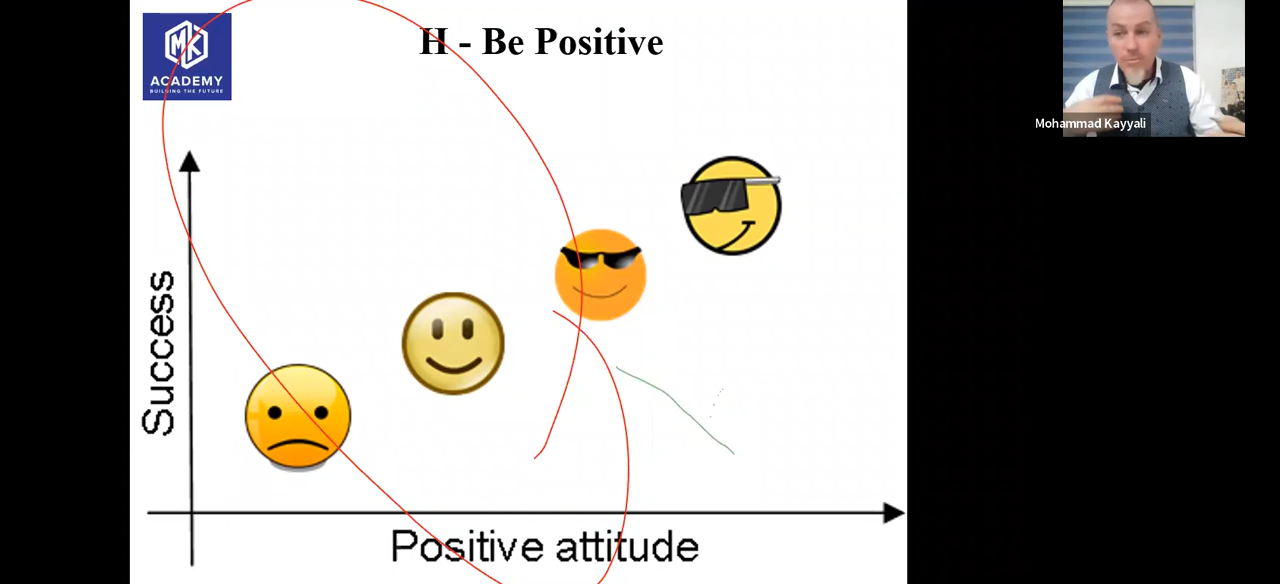 H - Be Positive
MK
ACADEMY
BUILDING THE FUTURE
Mohammad Kayyali
Success
Positive attitude